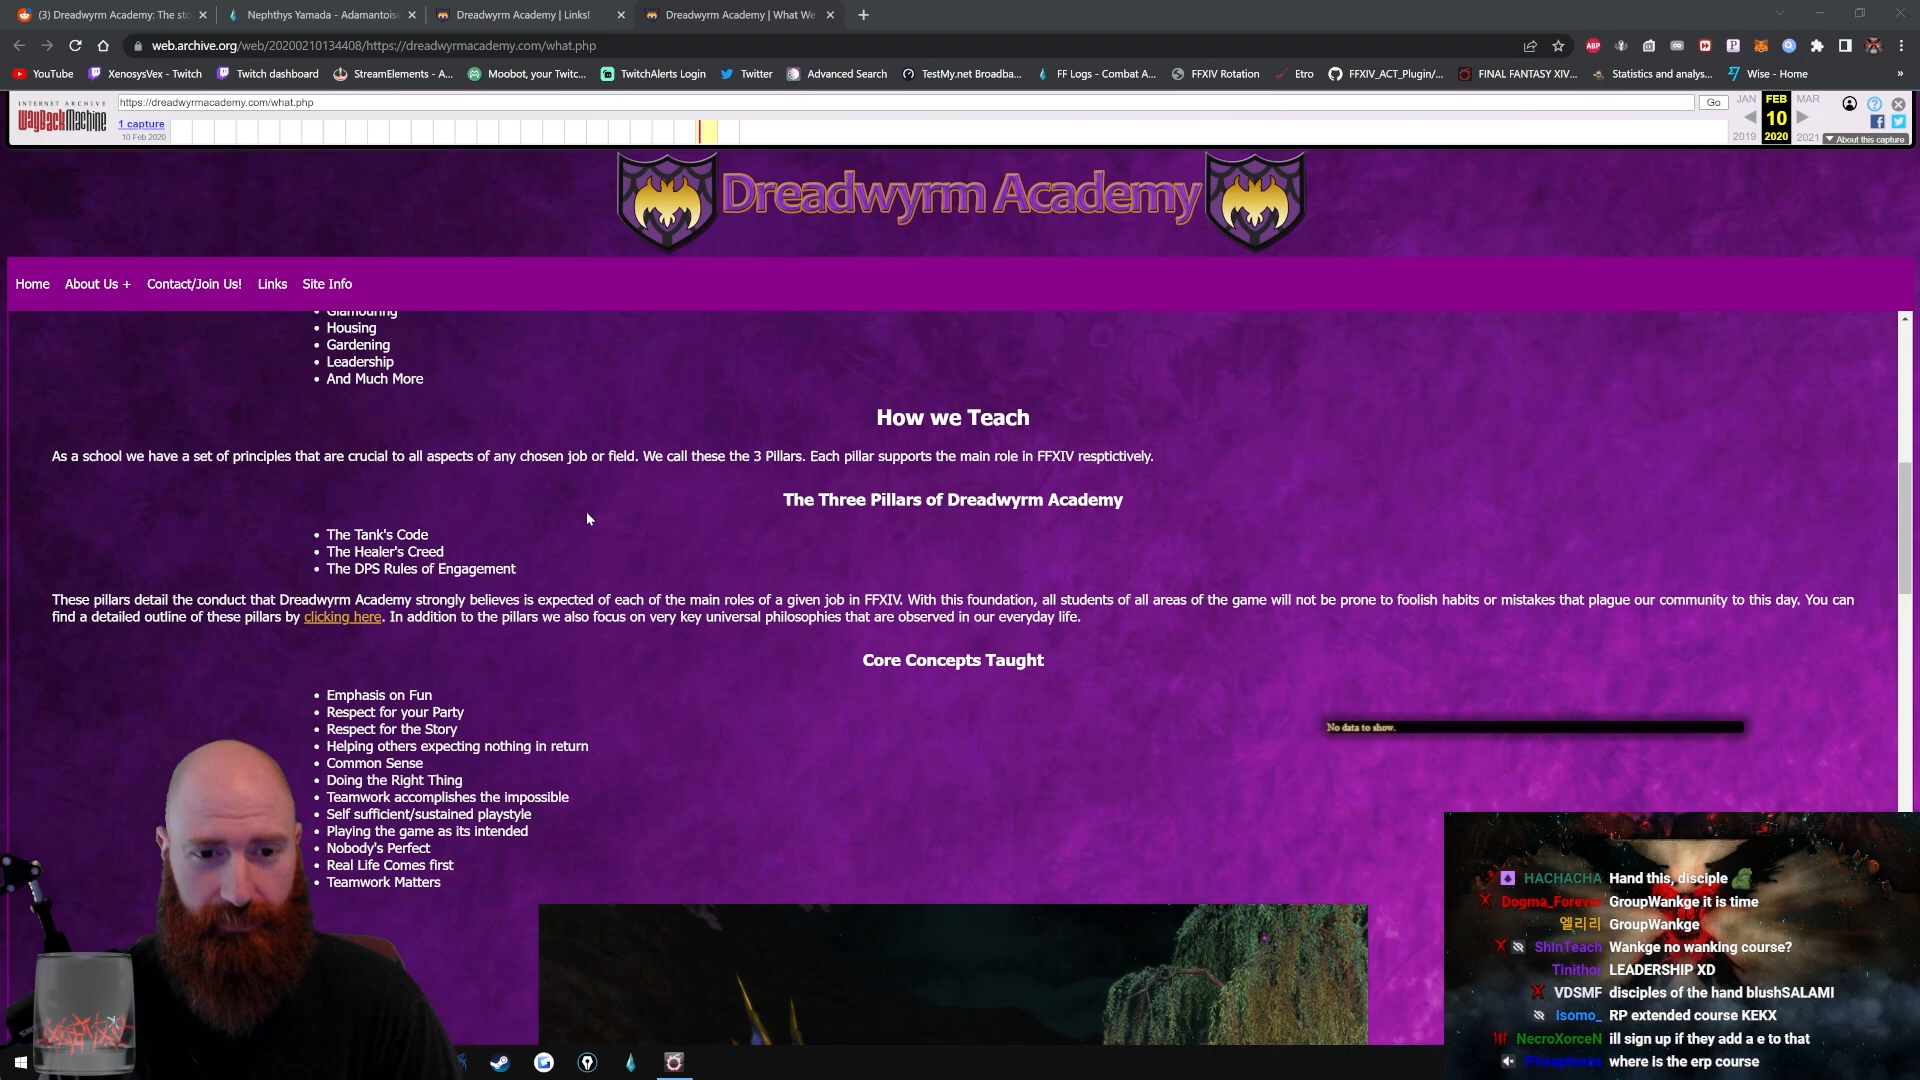 (3) Dreadwyrm Academy: The sto
Nephthys Yamada - Adamantoise
Dreadwyrm Academy | Links!
Dreadwyrm Academy | What We
web.archive.org/web/20200210134408/https://dreadwyrmacademy.com/what.php
YouTube
XenosysVex - Twitch
Twitch dashboard
StreamElements - A...
Moobot, your Twitc...
TwitchAlerts Login
Twitter
Advanced Search
TestMy.net Broadba...
FF Logs - Combat A...
FFXIV Rotation
Etro
FFXIV_ACT_Plugin/...
FINAL FANTASY XIV...
Statistics and analys...
Wise - Home
»
INTERNET ARCHIVE
WayBackMachine
https://dreadwyrmacademy.com/what.php
Go
JAN FEB MAR
1 capture
10 Feb 2020
10
2019 2020 2021
About this capture
Dreadwyrm Academy
Home About Us + Contact/Join Us! Links Site Info
• Glamouring
• Housing
• Gardening
• Leadership
• And Much More
How we Teach
As a school we have a set of principles that are crucial to all aspects of any chosen job or field. We call these the 3 Pillars. Each pillar supports the main role in FFXIV resptictively.
The Three Pillars of Dreadwyrm Academy
• The Tank's Code
• The Healer's Creed
• The DPS Rules of Engagement
These pillars detail the conduct that Dreadwyrm Academy strongly believes is expected of each of the main roles of a given job in FFXIV. With this foundation, all students of all areas of the game will not be prone to foolish habits or mistakes that plague our community to this day. You can
find a detailed outline of these pillars by clicking here. In addition to the pillars we also focus on very key universal philosophies that are observed in our everyday life.
Core Concepts Taught
• Emphasis on Fun
• Respect for your Party
• Respect for the Story
• Helping others expecting nothing in return
• Common Sense
• Doing the Right Thing
• Teamwork accomplishes the impossible
• Self sufficient/sustained playstyle
• Playing the game as its intended
• Nobody's Perfect
• Real Life Comes first
• Teamwork Matters
No data to show.
HACHACHA Hand this, disciple
Dogma_Forever GroupWankge it is time
엘리리 GroupWankge
ShInTeach Wankge no wanking course?
Tinithor LEADERSHIP XD
VDSMF disciples of the hand blushSALAMI
Isomo_ RP extended course KEKX
NecroXorceN ill sign up if they add a e to that
Phosphoros where is the erp course